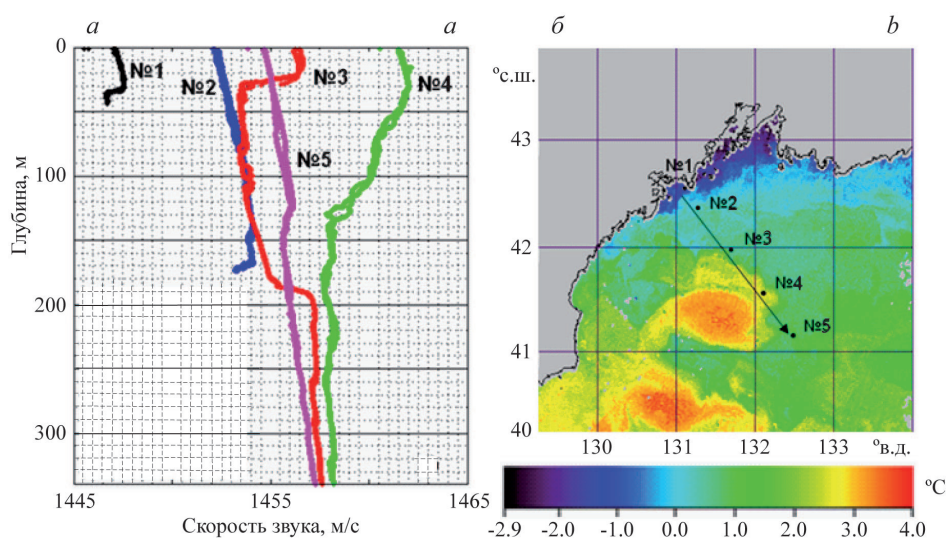 а а б b
0
100
200
300
Глубина, м
№1
№2
№3
№4
№5
1445 1455 1465
Скорость звука, м/с
°с.ш.
43
42
41
40
№1
№2
№3
№4
№5
130 131 132 133 °в.д.
°C
-2.9 -2.0 -1.0 0.0 1.0 2.0 3.0 4.0